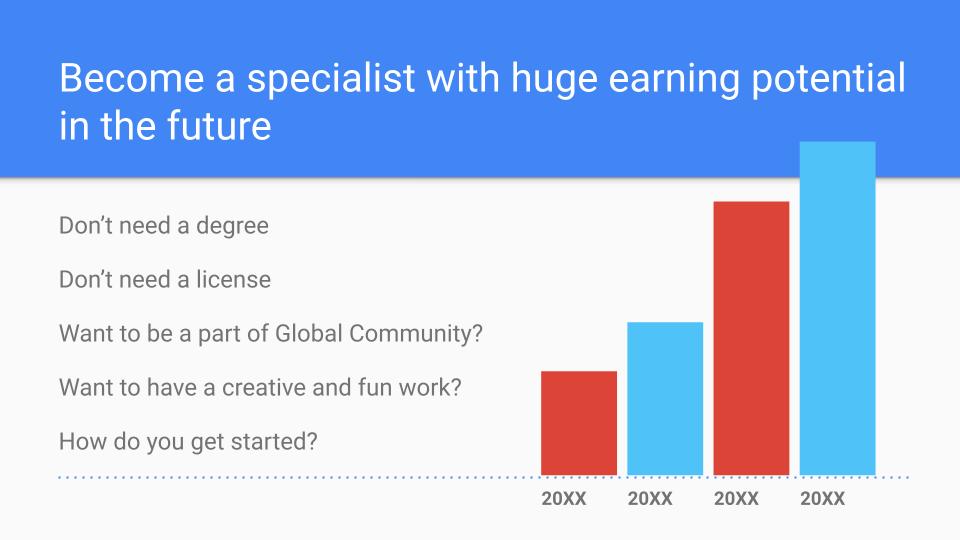 Become a specialist with huge earning potential
in the future
Don’t need a degree
Don’t need a license
Want to be a part of Global Community?
Want to have a creative and fun work?
How do you get started?
20XX 20XX 20XX 20XX